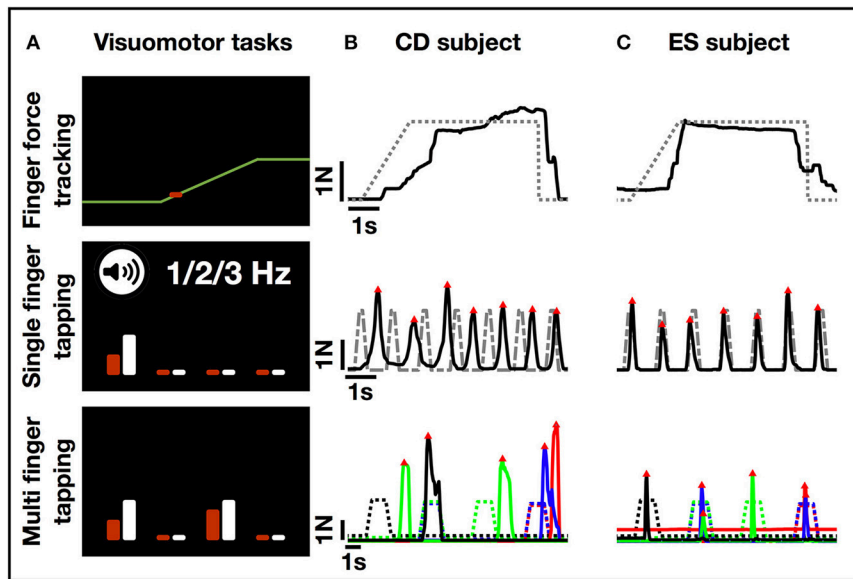 A Visuomotor tasks B CD subject C ES subject
Finger force
tracking
1N
1s
Single finger
tapping
1/2/3 Hz
1N
1s
Multi finger
tapping
1N
1s